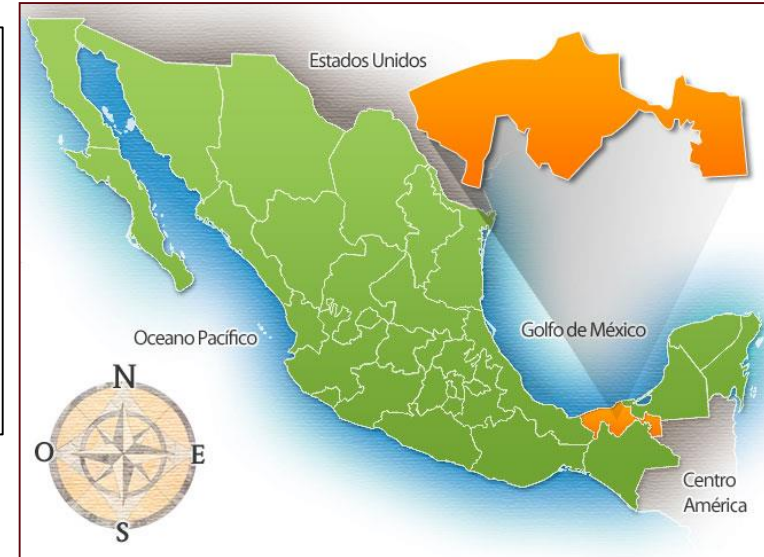 Estados Unidos
Oceano Pacífico
Golfo de México
N
O
E
S
Centro
América